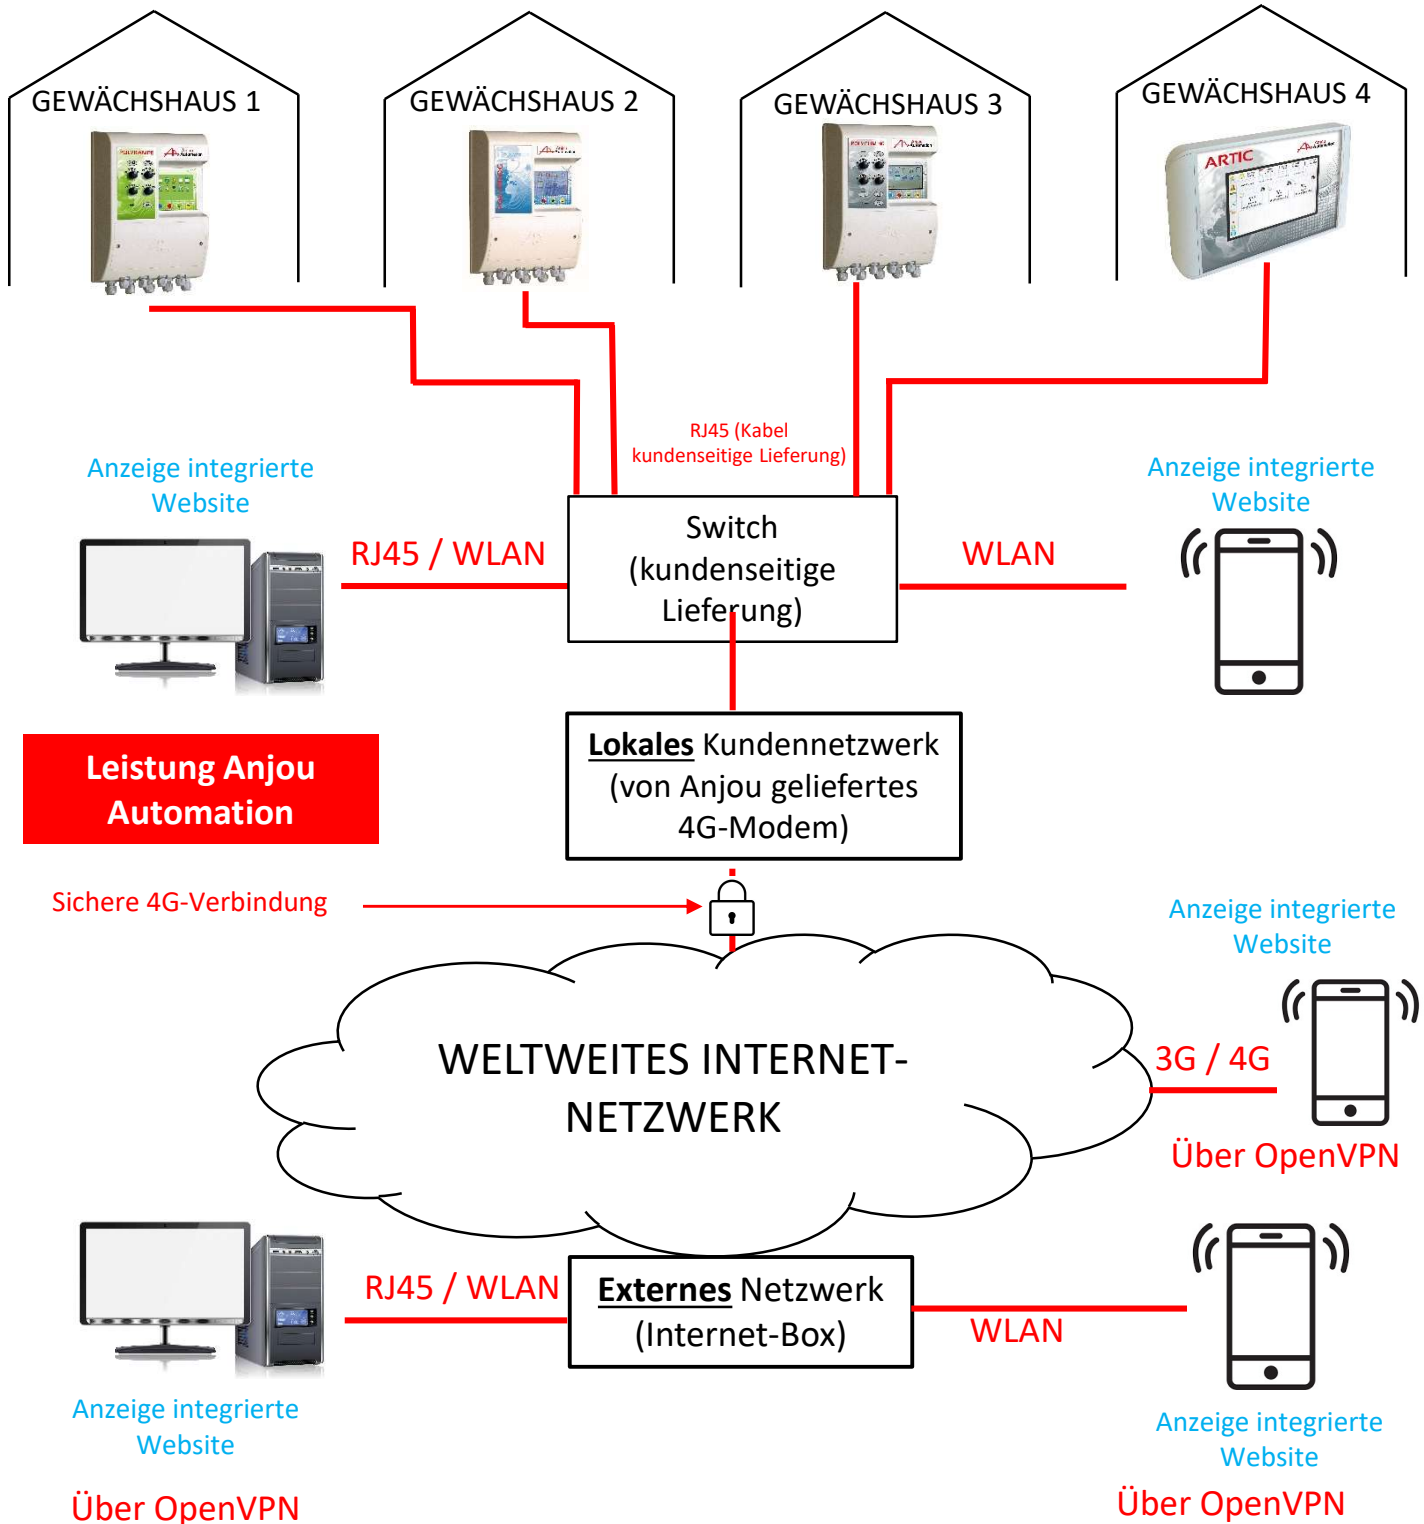 GEWÄCHSHAUS 1
GEWÄCHSHAUS 2
GEWÄCHSHAUS 3
GEWÄCHSHAUS 4
ARTIC
RJ45 (Kabel
kundenseitige Lieferung)
Anzeige integrierte
Website
Anzeige integrierte
Website
RJ45 / WLAN
Switch
(kundenseitige
Lieferung)
WLAN
Leistung Anjou
Automation
Lokales Kundennetzwerk
(von Anjou geliefertes
4G-Modem)
Sichere 4G-Verbindung
Anzeige integrierte
Website
WELTWEITES INTERNET-
NETZWERK
3G / 4G
Über OpenVPN
RJ45 / WLAN
Externes Netzwerk
(Internet-Box)
WLAN
Anzeige integrierte
Website
Über OpenVPN
Anzeige integrierte
Website
Über OpenVPN